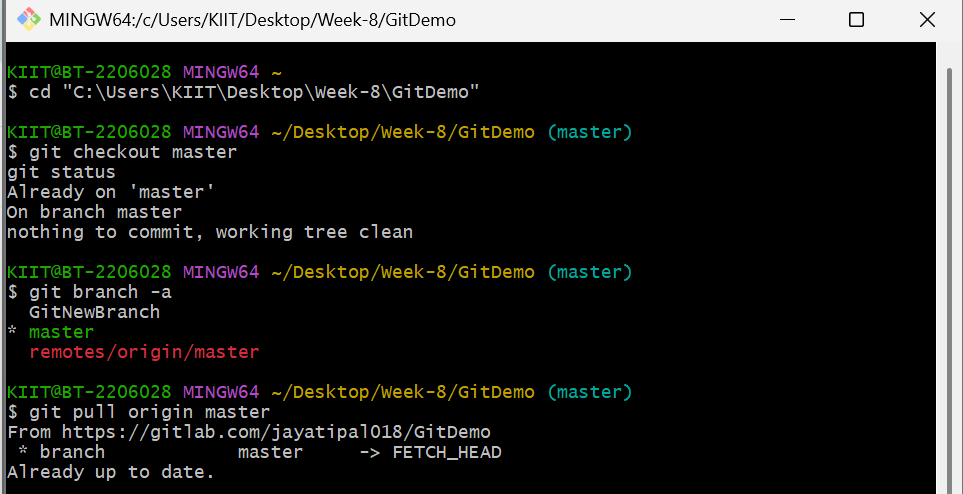 MINGW64:/c/Users/KIIT/Desktop/Week-8/GitDemo
KIIT@BT-2206028 MINGW64 ~
$ cd "C:\Users\KIIT\Desktop\Week-8\GitDemo"
KIIT@BT-2206028 MINGW64 ~/Desktop/Week-8/GitDemo (master)
$ git checkout master
git status
Already on 'master'
On branch master
nothing to commit, working tree clean
KIIT@BT-2206028 MINGW64 ~/Desktop/Week-8/GitDemo (master)
$ git branch -a
  GitNewBranch
* master
  remotes/origin/master
KIIT@BT-2206028 MINGW64 ~/Desktop/Week-8/GitDemo (master)
$ git pull origin master
From https://gitlab.com/jayatipal018/GitDemo
 * branch            master     -> FETCH_HEAD
Already up to date.